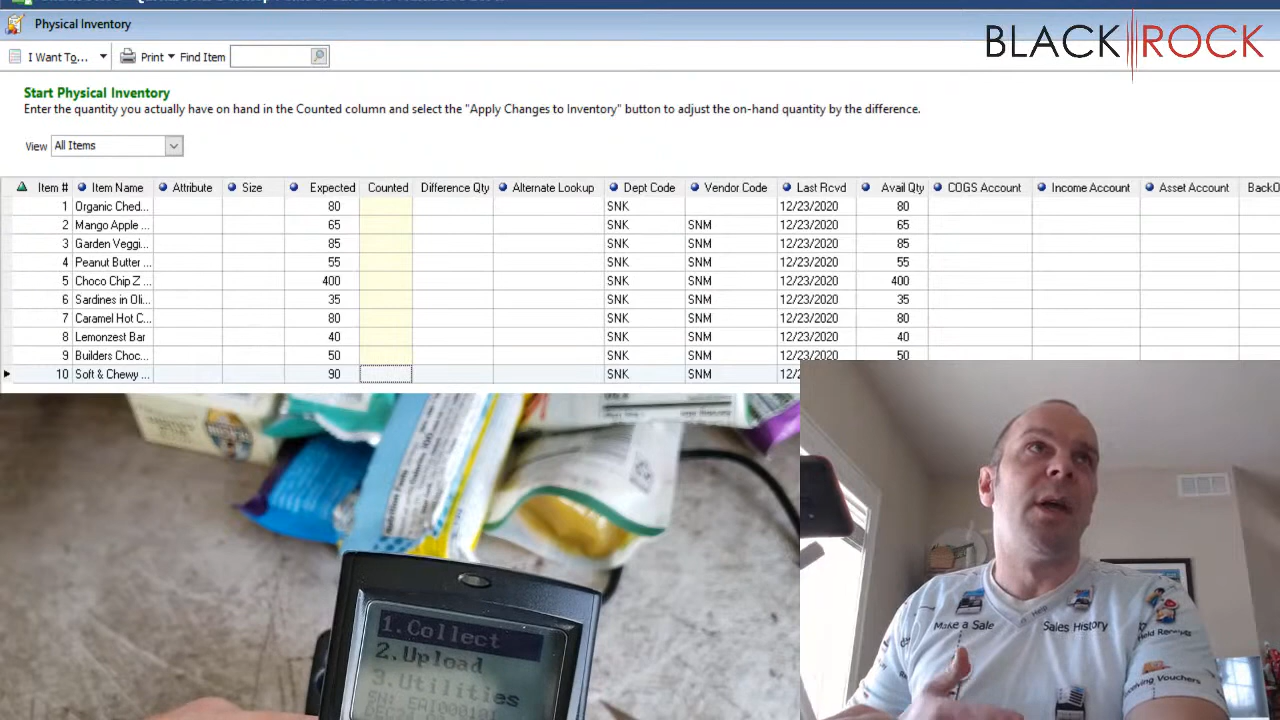 Physical Inventory
BLACK ROCK
I Want To... Print Find Item
Start Physical Inventory
Enter the quantity you actually have on hand in the Counted column and select the "Apply Changes to Inventory" button to adjust the on-hand quantity by the difference.
View All Items
Item # Item Name Attribute Size Expected Counted Difference Qty Alternate Lookup Dept Code Vendor Code Last Rcvd Avail Qty COGS Account Income Account Asset Account BackO
1 Organic Ched... 80 SNK 12/23/2020 80
2 Mango Apple ... 65 SNK SNM 12/23/2020 65
3 Garden Veggi... 85 SNK SNM 12/23/2020 85
4 Peanut Butter ... 55 SNK SNM 12/23/2020 55
5 Choco Chip Z ... 400 SNK SNM 12/23/2020 400
6 Sardines in Oli... 35 SNK SNM 12/23/2020 35
7 Caramel Hot C... 80 SNK SNM 12/23/2020 80
8 Lemonzest Bar 40 SNK SNM 12/23/2020 40
9 Builders Choc... 50 SNK SNM 12/23/2020 50
10 Soft & Chewy ... 90 SNK SNM 12/2
1.Collect
2.Upload
3.Utilities
Help
Make a Sale
Sales History
Held Receipts
Receiving Vouchers